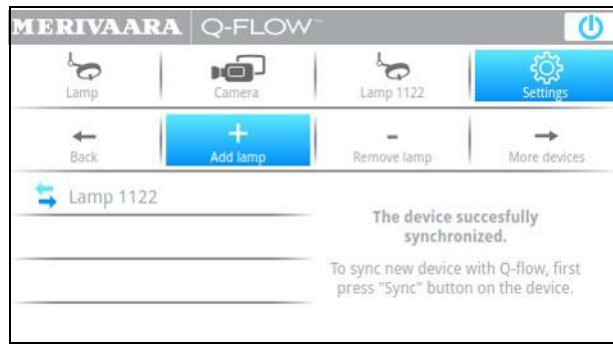 MERIVAARA Q-FLOW™
Lamp Camera Lamp 1122 Settings
Back Add lamp Remove lamp More devices
Lamp 1122
The device succesfully
synchronized.
To sync new device with Q-flow, first
press "Sync" button on the device.